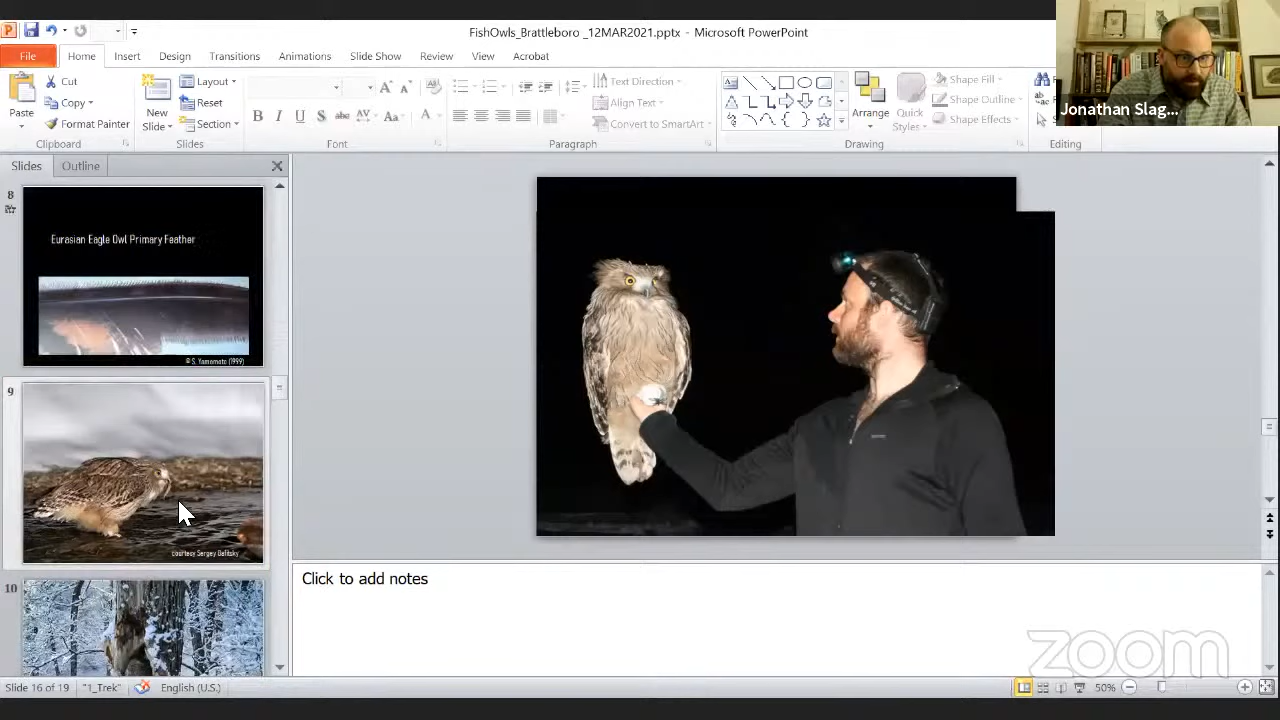 FishOwls_Brattleboro _12MAR2021.pptx - Microsoft PowerPoint
File Home Insert Design Transitions Animations Slide Show Review View Acrobat
Paste
Cut
Copy
Format Painter
Clipboard
New
Slide
Layout
Reset
Section
Slides
B I U S abc AV Aa A
Font
Text Direction
Align Text
Convert to SmartArt
Paragraph
Arrange
Quick
Styles
Shape Fill
Shape Outline
Shape Effects
Drawing
Editing
Jonathan Slag...
Slides Outline
8
Eurasian Eagle Owl Primary Feather
© S. Yamamoto (1999)
9
courtesy Sergey Gafitsky
10
Click to add notes
zoom
Slide 16 of 19 "1_Trek" English (U.S.) 50%